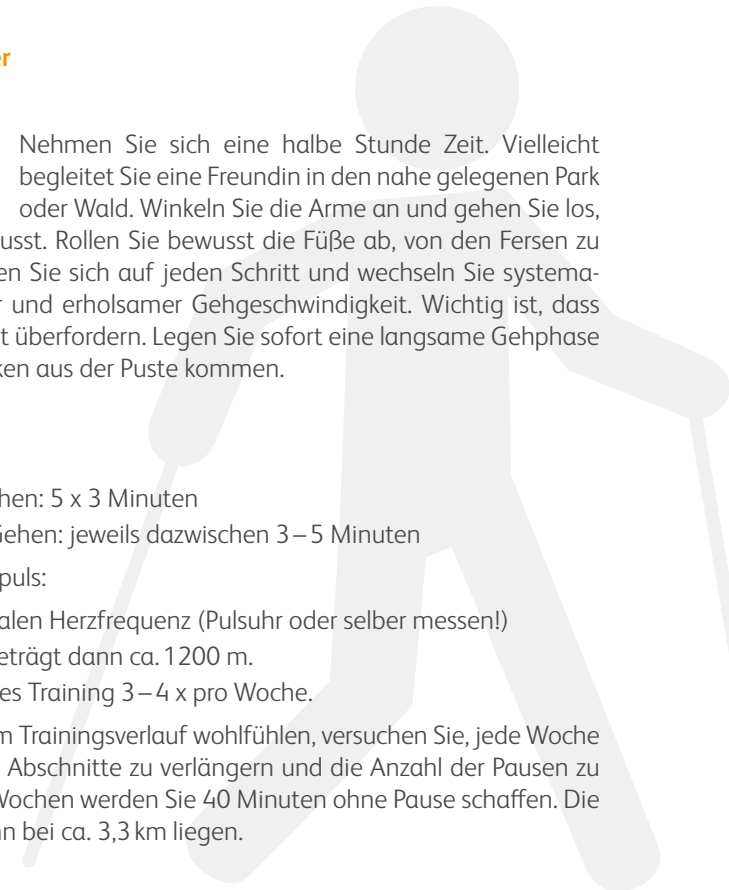 er
Nehmen Sie sich eine halbe Stunde Zeit. Vielleicht
begleitet Sie eine Freundin in den nahe gelegenen Park
oder Wald. Winkeln Sie die Arme an und gehen Sie los,
usst. Rollen Sie bewusst die Füße ab, von den Fersen zu
en Sie sich auf jeden Schritt und wechseln Sie systema-
r und erholsamer Gehgeschwindigkeit. Wichtig ist, dass
t überfordern. Legen Sie sofort eine langsame Gehphase
ken aus der Puste kommen.
hen: 5 x 3 Minuten
Gehen: jeweils dazwischen 3–5 Minuten
puls:
alen Herzfrequenz (Pulsuhr oder selber messen!)
eträgt dann ca. 1200 m.
es Training 3–4 x pro Woche.
m Trainingsverlauf wohlfühlen, versuchen Sie, jede Woche
Abschnitte zu verlängern und die Anzahl der Pausen zu
Wochen werden Sie 40 Minuten ohne Pause schaffen. Die
nn bei ca. 3,3 km liegen.